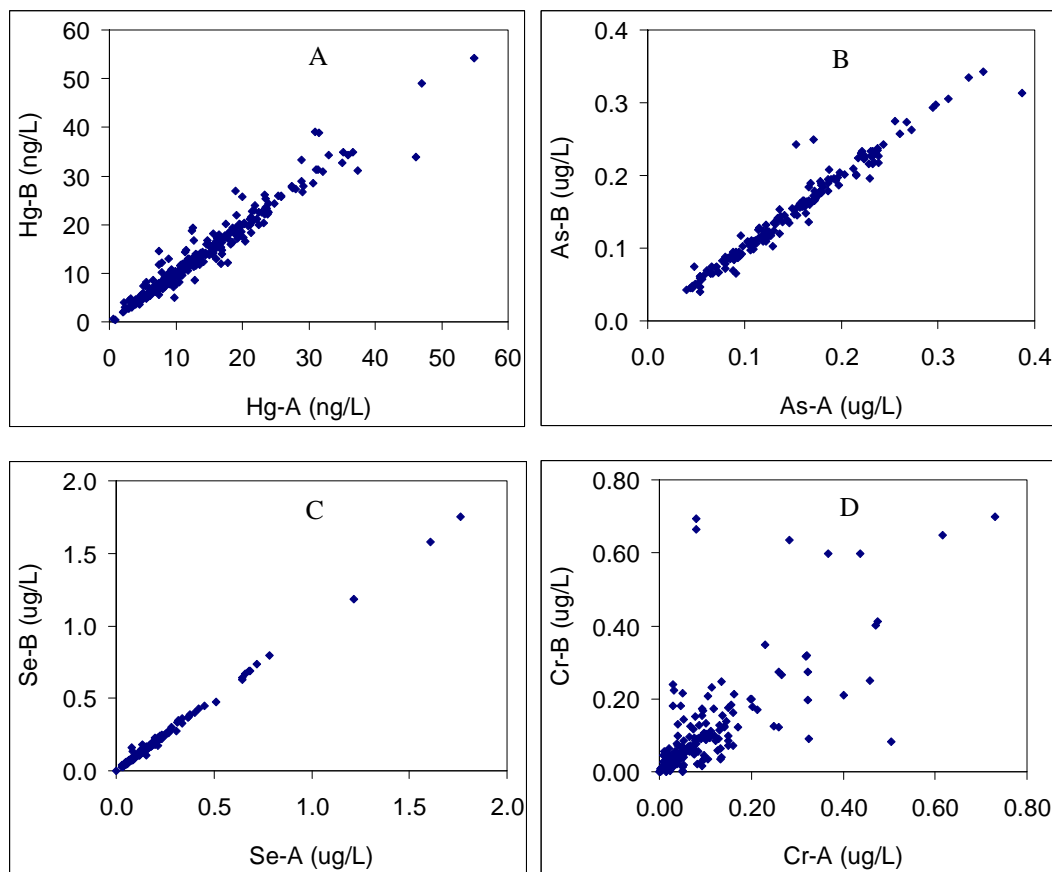 A
Hg-B (ng/L)
60
50
40
30
20
10
0
0 10 20 30 40 50 60
Hg-A (ng/L)
B
As-B (ug/L)
0.4
0.3
0.2
0.1
0.0
0.0 0.1 0.2 0.3 0.4
As-A (ug/L)
C
Se-B (ug/L)
2.0
1.5
1.0
0.5
0.0
0.0 0.5 1.0 1.5 2.0
Se-A (ug/L)
D
Cr-B (ug/L)
0.80
0.60
0.40
0.20
0.00
0.00 0.20 0.40 0.60 0.80
Cr-A (ug/L)